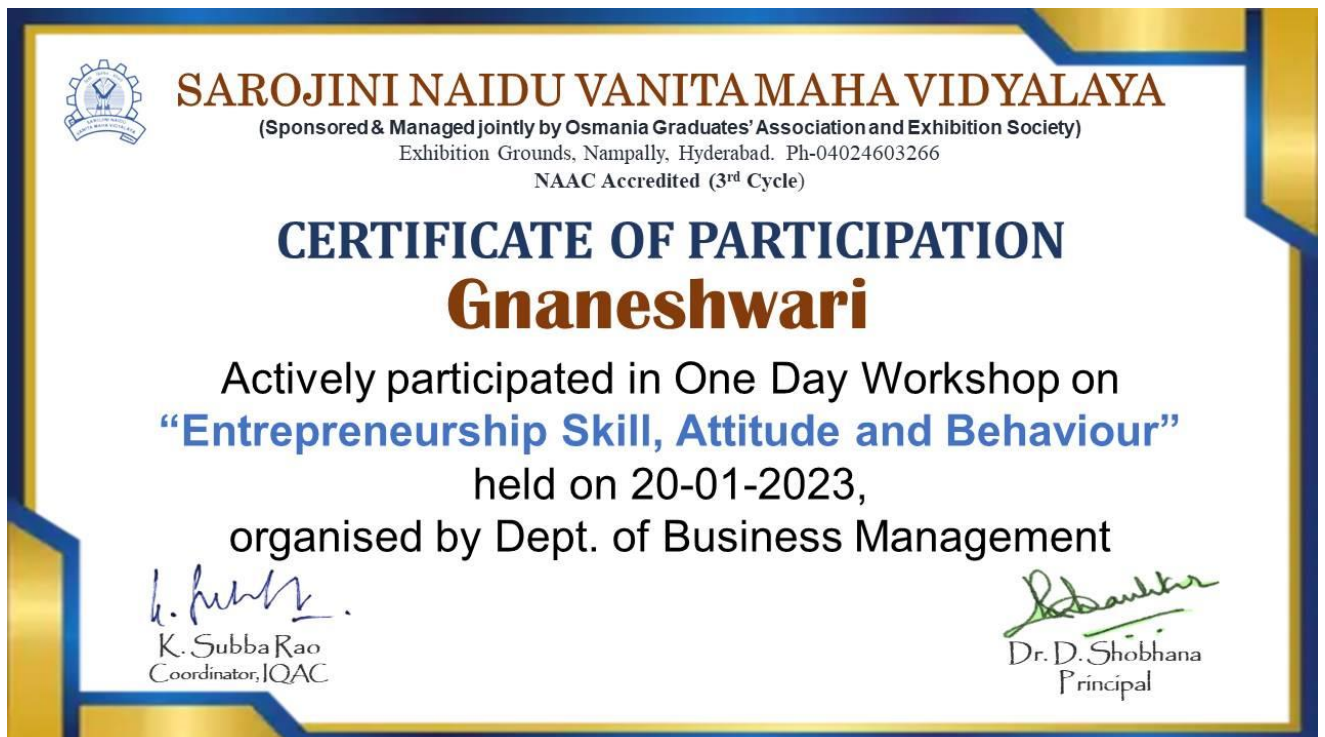 SAROJINI NAIDU VANITA MAHA VIDYALAYA
(Sponsored & Managed jointly by Osmania Graduates' Association and Exhibition Society)
Exhibition Grounds, Nampally, Hyderabad. Ph-04024603266
NAAC Accredited (3rd Cycle)
CERTIFICATE OF PARTICIPATION
Gnaneshwari
Actively participated in One Day Workshop on
“Entrepreneurship Skill, Attitude and Behaviour”
held on 20-01-2023,
organised by Dept. of Business Management
K. Subba Rao
Coordinator, IQAC
Dr. D. Shobhana
Principal